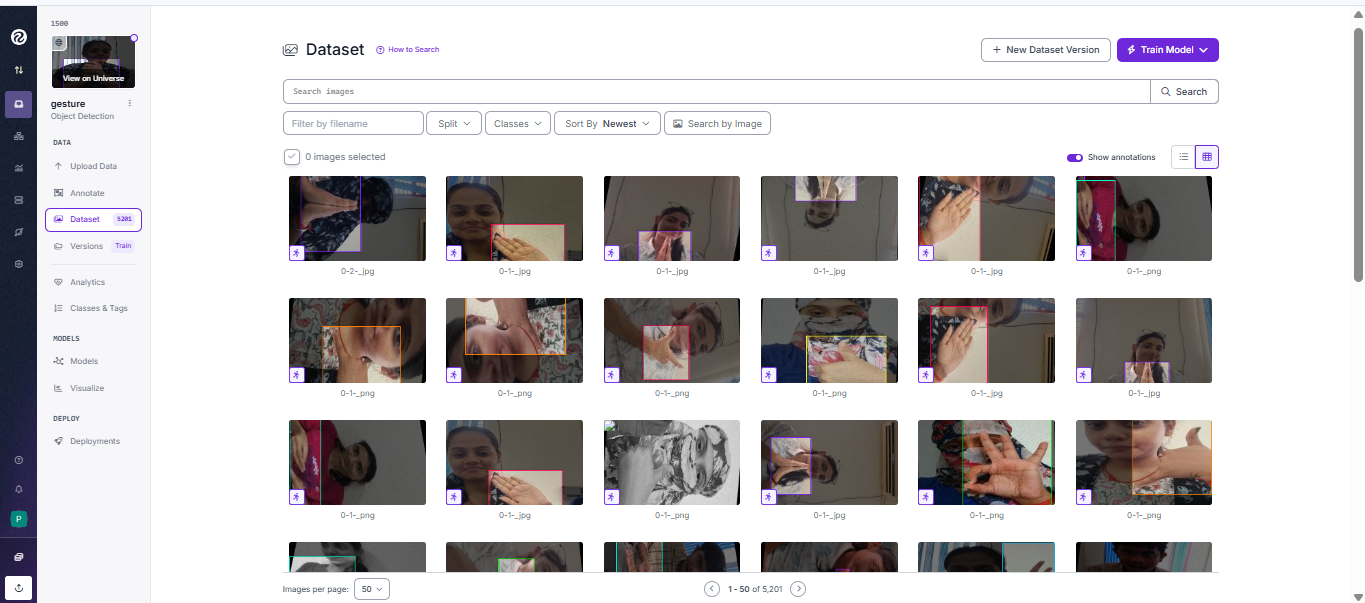 1500
View on Universe
gesture
Object Detection
DATA
Upload Data
Annotate
Dataset 5201
Versions Train
Analytics
Classes & Tags
MODELS
Models
Visualize
DEPLOY
Deployments
P
Dataset How to Search
New Dataset Version Train Model
Search images Search
Filter by filename Split Classes Sort By Newest Search by Image
0 images selected Show annotations
0-2-_jpg 0-1-_jpg 0-1-_jpg 0-1-_jpg 0-1-_jpg 0-1-_png
0-1-_png 0-1-_png 0-1-_png 0-1-_png 0-1-_jpg 0-1-_jpg
0-1-_png 0-1-_jpg 0-1-_png 0-1-_jpg 0-1-_png 0-1-_png
Images per page: 50 1 - 50 of 5,201